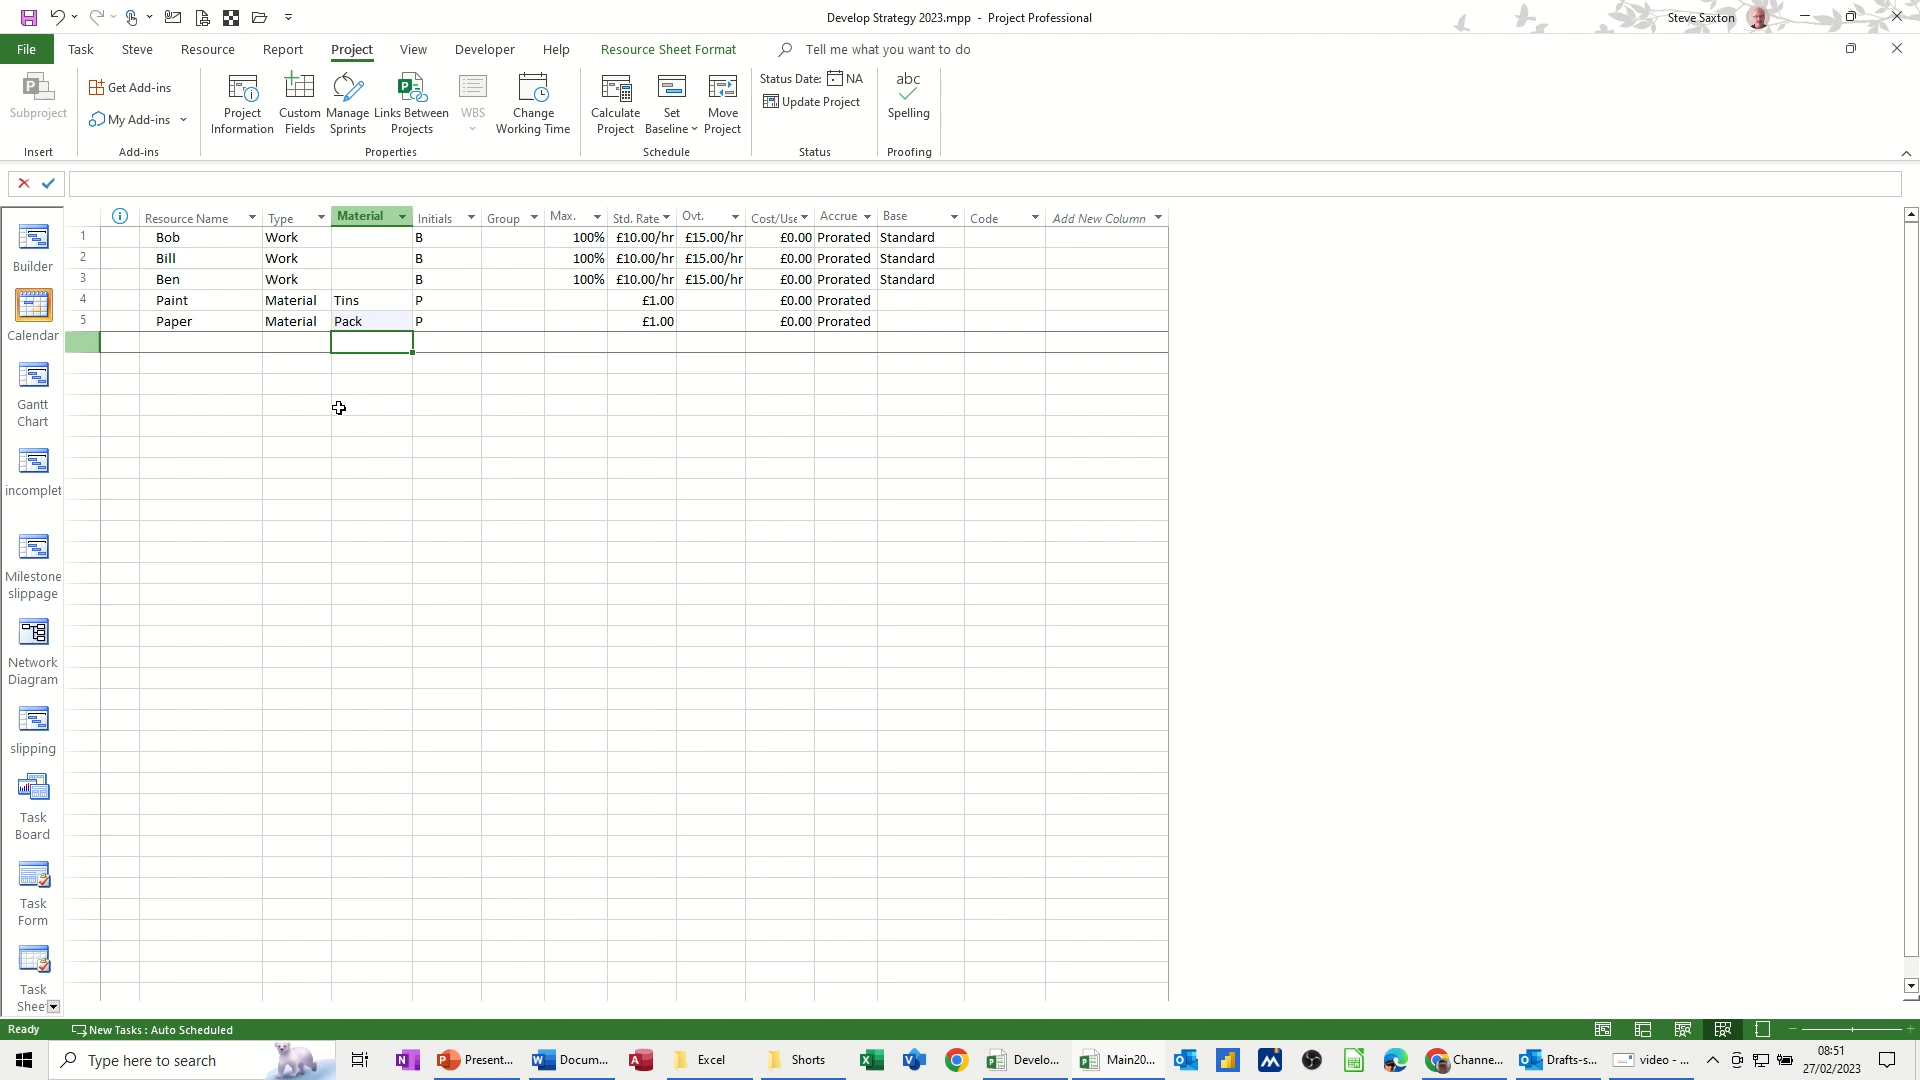 Develop Strategy 2023.mpp - Project Professional
Steve Saxton
File Task Steve Resource Report Project View Developer Help Resource Sheet Format Tell me what you want to do
Subproject
Insert
Get Add-ins
My Add-ins
Add-ins
Project Information
Custom Fields
Manage Sprints
Links Between Projects
WBS
Change Working Time
Properties
Calculate Project
Set Baseline
Move Project
Schedule
Status Date: NA
Update Project
Status
abc
Spelling
Proofing
Resource Name Type Material Initials Group Max. Std. Rate Ovt. Cost/Use Accrue Base Code Add New Column
1 Bob Work B 100% £10.00/hr £15.00/hr £0.00 Prorated Standard
2 Bill Work B 100% £10.00/hr £15.00/hr £0.00 Prorated Standard
3 Ben Work B 100% £10.00/hr £15.00/hr £0.00 Prorated Standard
4 Paint Material Tins P £1.00 £0.00 Prorated
5 Paper Material Pack P £1.00 £0.00 Prorated
Builder
Calendar
Gantt
Chart
incomplet
Milestone
slippage
Network
Diagram
slipping
Task
Board
Task
Form
Task
Shee
Ready New Tasks : Auto Scheduled
Type here to search
Present...
Docum...
Excel
Shorts
Develo...
Main20...
Channe...
Drafts-s...
video - ...
08:51
27/02/2023